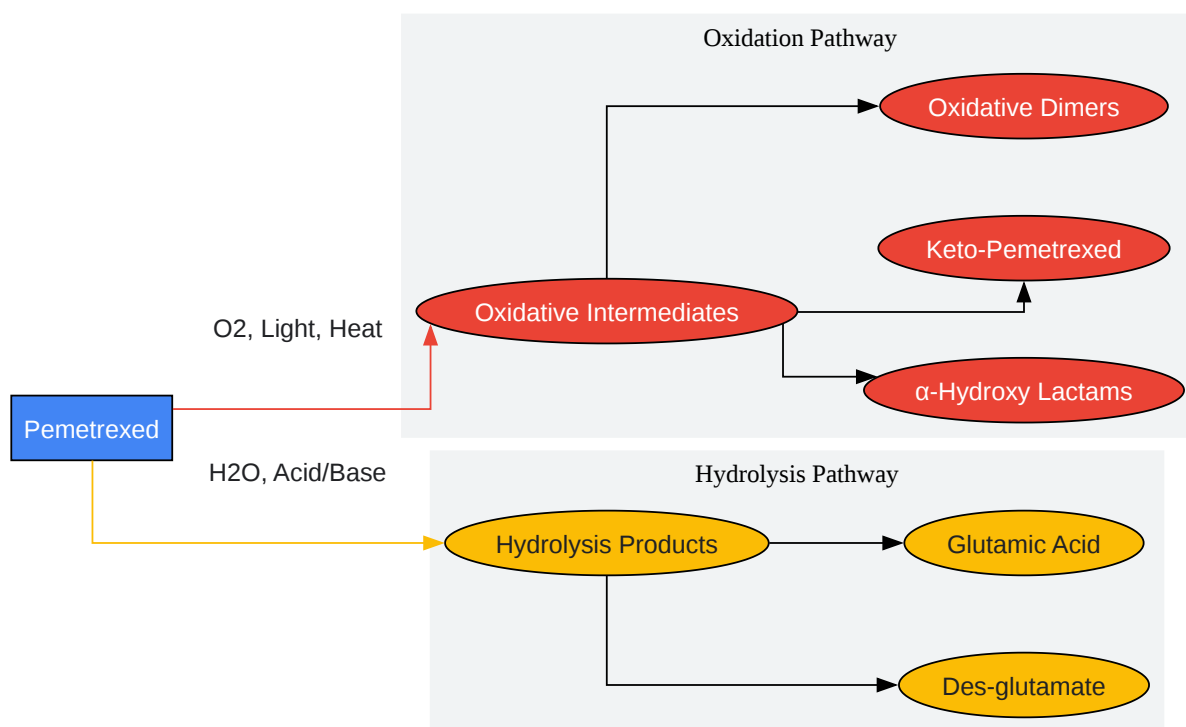 Oxidation Pathway
Oxidative Dimers
Keto-Pemetrexed
Oxidative Intermediates
O2, Light, Heat
α-Hydroxy Lactams
Pemetrexed
H2O, Acid/Base
Hydrolysis Pathway
Hydrolysis Products
Glutamic Acid
Des-glutamate